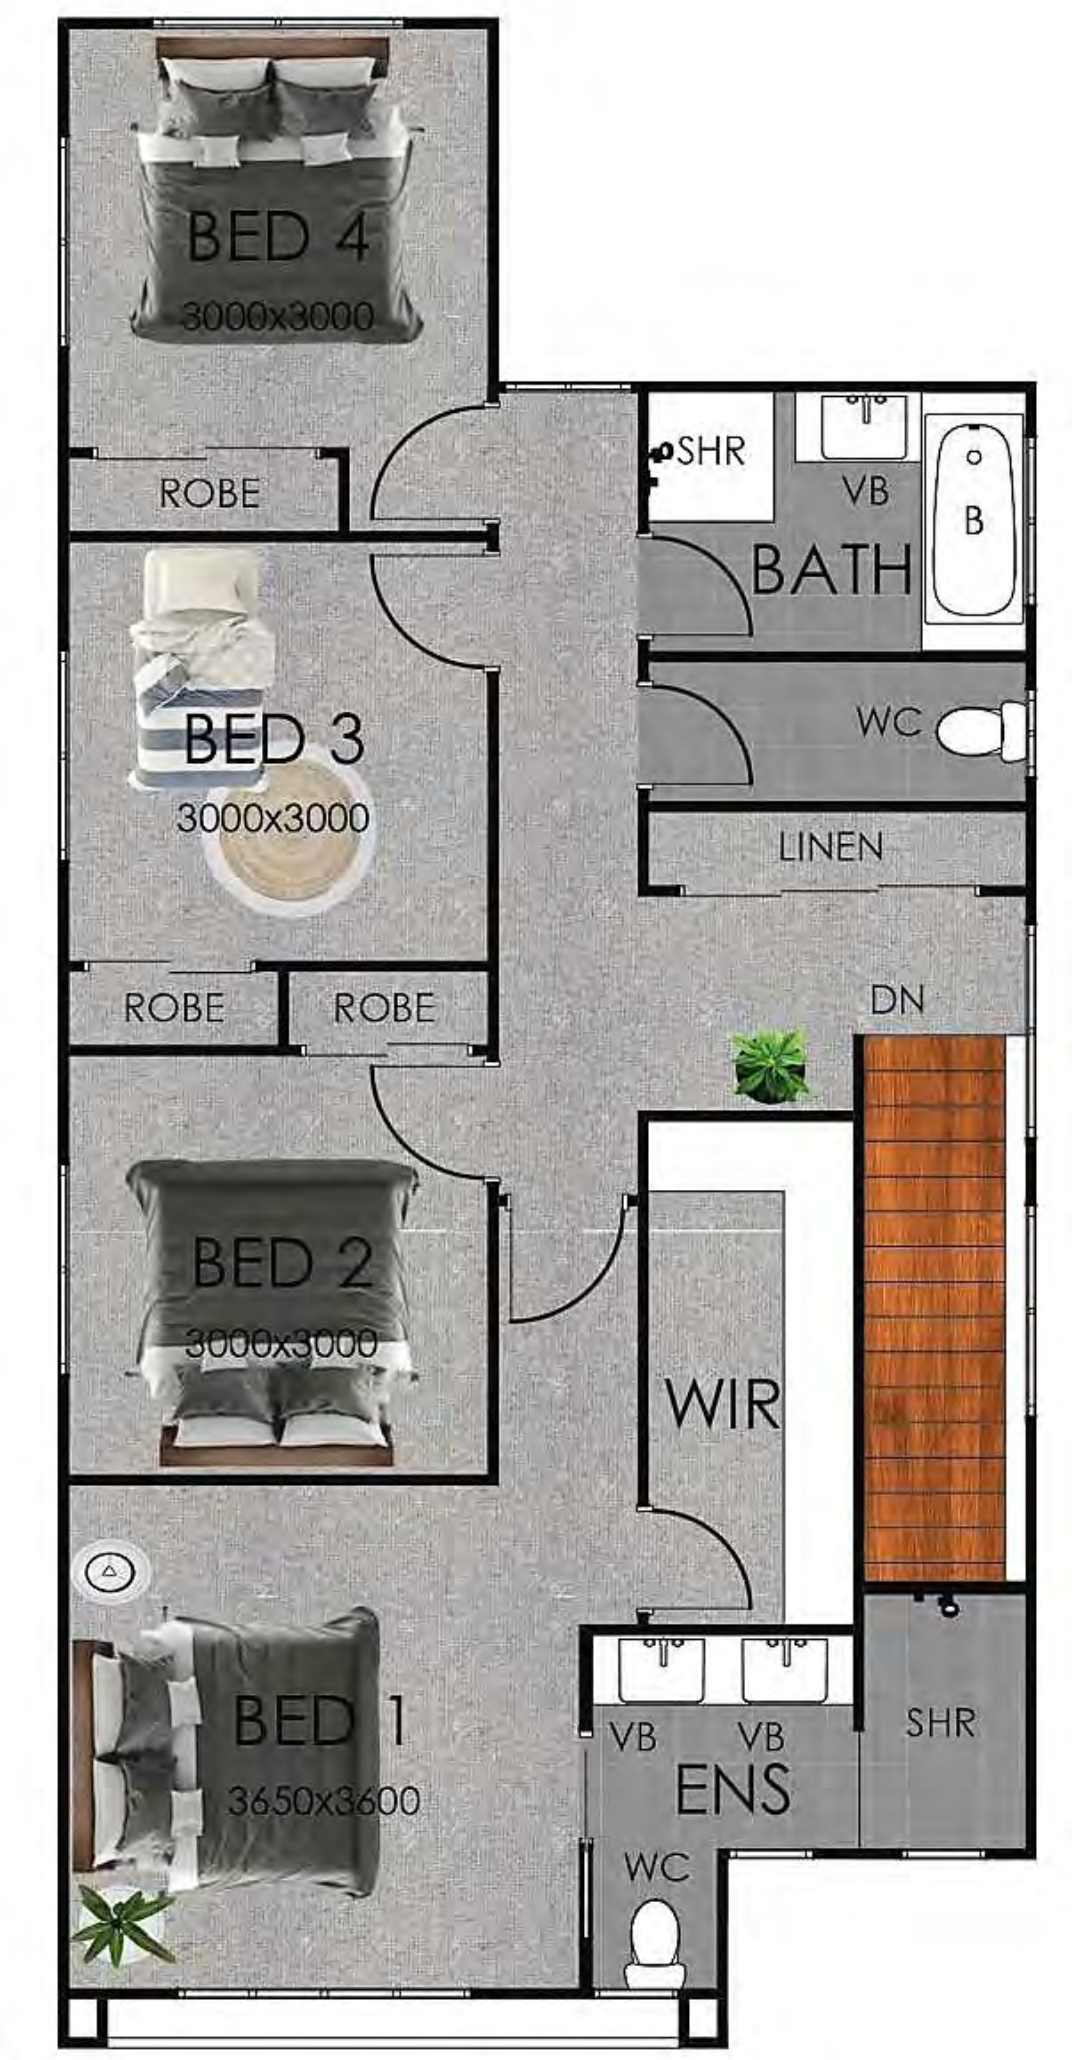 BED 4
3000x3000
ROBE
SHR
VB
B
BATH
BED 3
3000x3000
WC
LINEN
ROBE
ROBE
DN
BED 2
3000x3000
WIR
BED 1
3650x3600
VB
VB
ENS
SHR
WC